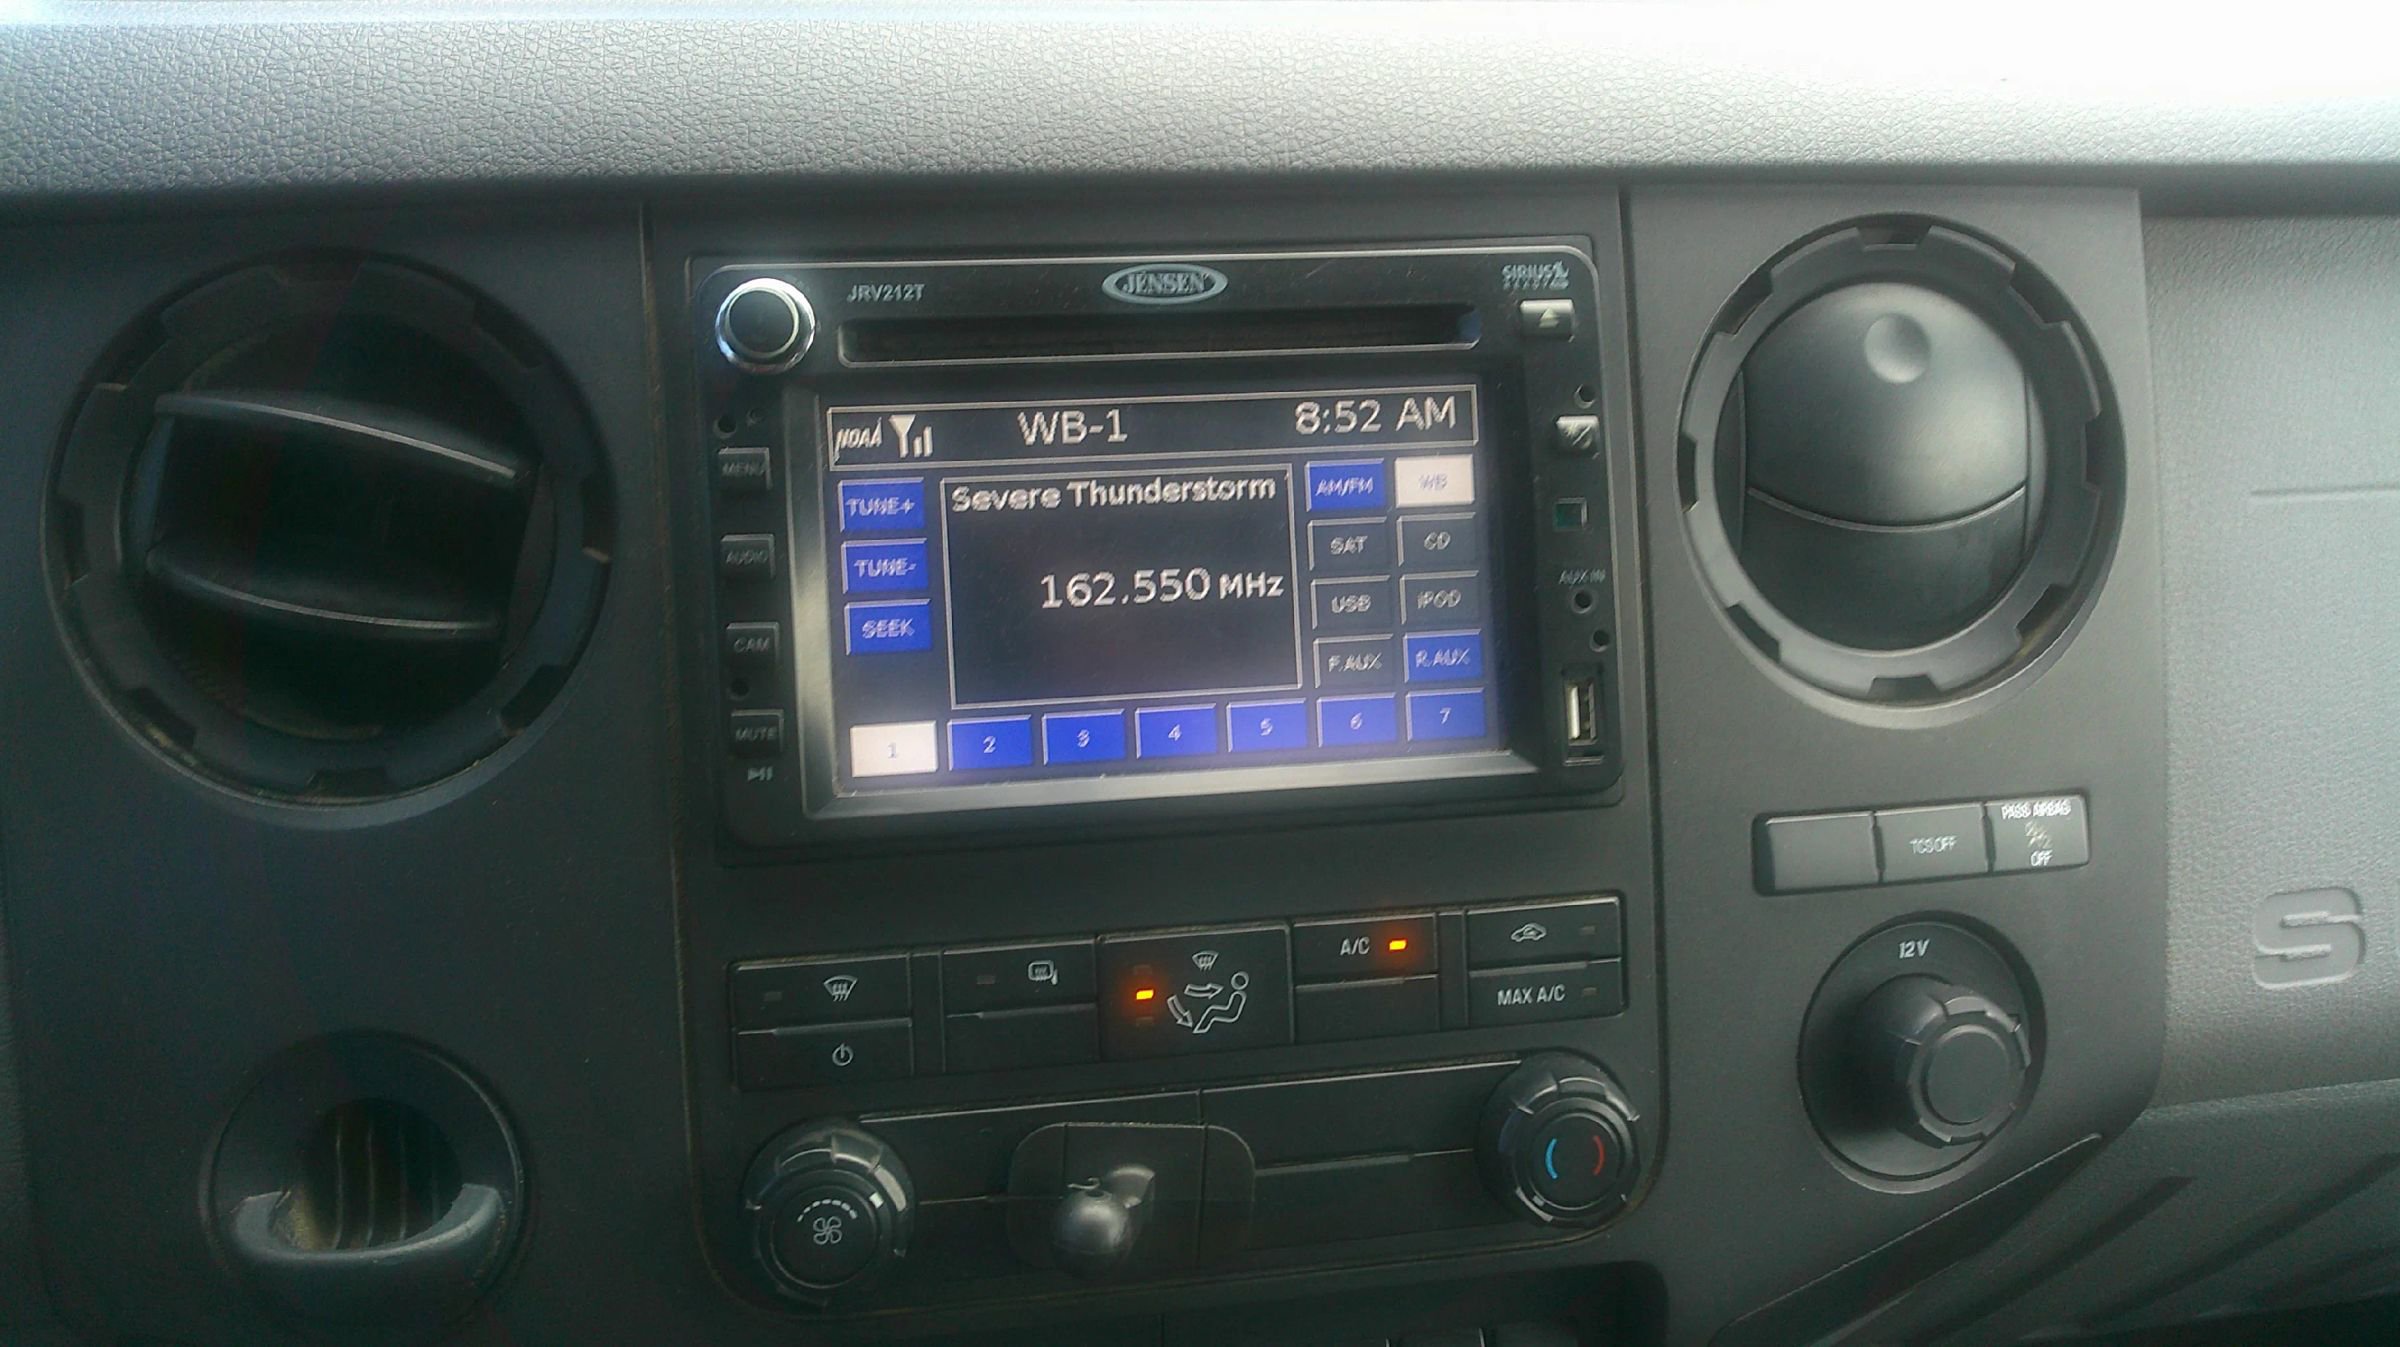 JRV212T
JENSEN
SIRIUS
NOAA WB-1 8:52 AM
MENU
TUNE+
Severe Thunderstorm
AM/FM WB
AUDIO
TUNE-
162.550 MHz
SAT CD
SEEK
USB iPOD
AUX IN
CAM
F.AUX R.AUX
MUTE
1 2 3 4 5 6 7
PASS AIRBAG
TCS OFF
OFF
A/C
MAX A/C
12V
S